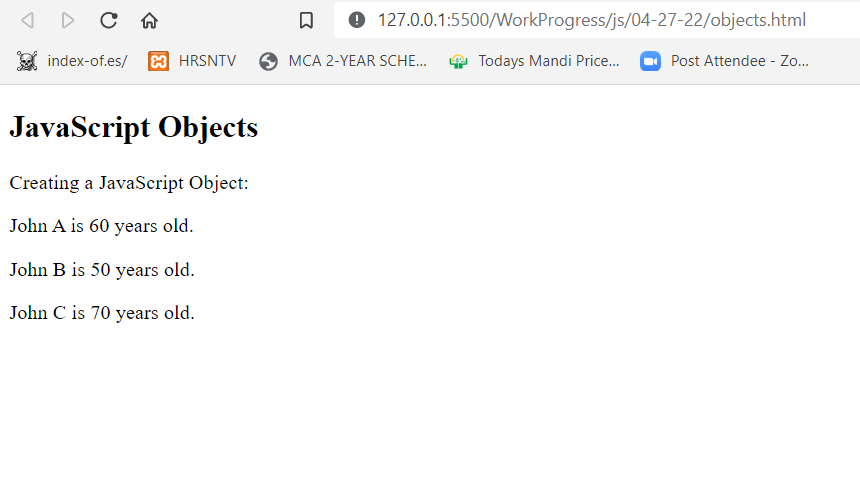 127.0.0.1:5500/WorkProgress/js/04-27-22/objects.html
index-of.es/ HRSNTV MCA 2-YEAR SCHE... Todays Mandi Price... Post Attendee - Zo...
JavaScript Objects
Creating a JavaScript Object:
John A is 60 years old.
John B is 50 years old.
John C is 70 years old.